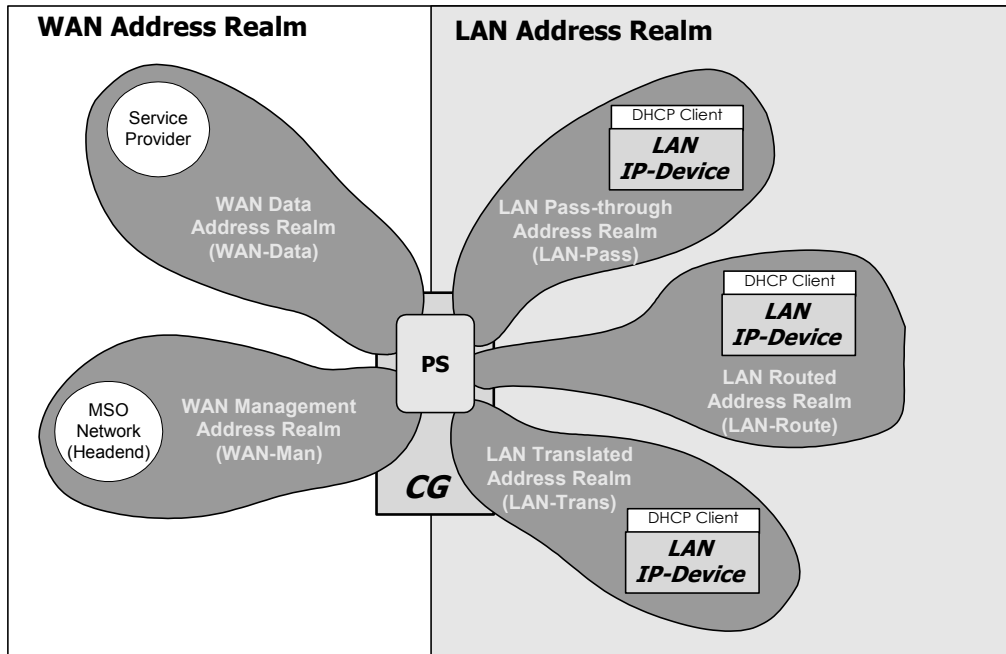 WAN Address Realm
LAN Address Realm
Service
Provider
WAN Data
Address Realm
(WAN-Data)
DHCP Client
LAN
IP-Device
LAN Pass-through
Address Realm
(LAN-Pass)
DHCP Client
LAN
IP-Device
LAN Routed
Address Realm
(LAN-Route)
PS
MSO
Network
(Headend)
WAN Management
Address Realm
(WAN-Man)
CG
LAN Translated
Address Realm
(LAN-Trans)
DHCP Client
LAN
IP-Device